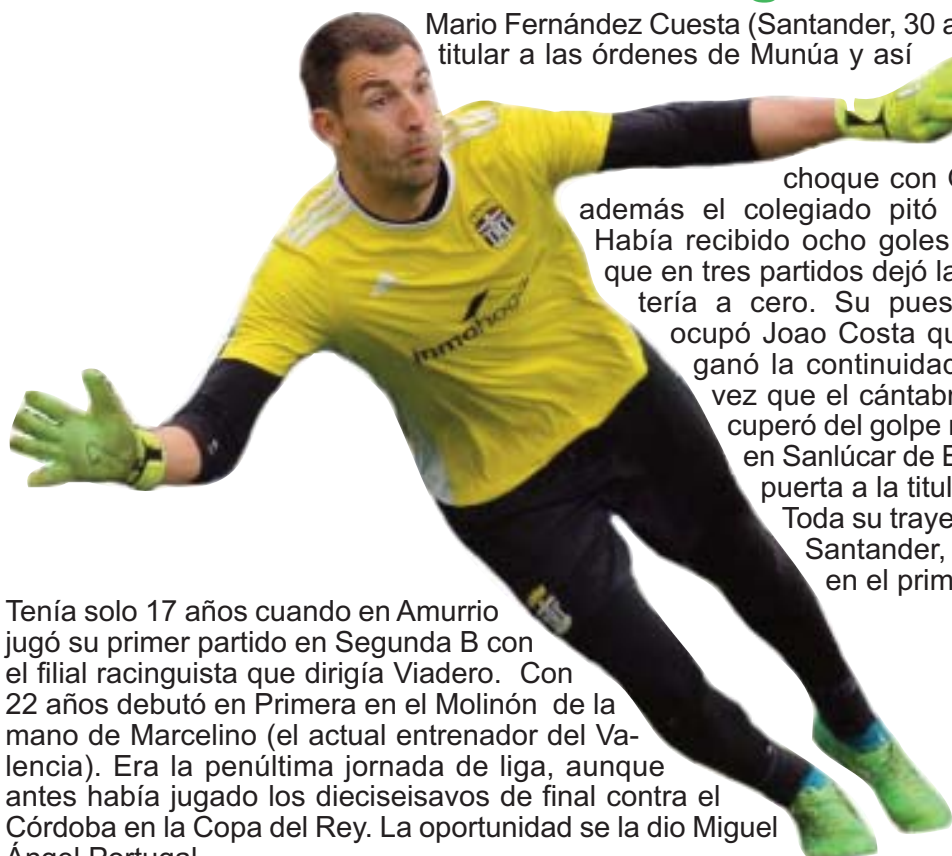 Mario Fernández Cuesta (Santander, 30 a
titular a las órdenes de Munúa y así
choque con
además el colegiado pitó
Había recibido ocho goles
que en tres partidos dejó la
tería a cero. Su pues
ocupó Joao Costa qu
ganó la continuidad
vez que el cántabr
cuperó del golpe
en Sanlúcar de
puerta a la titul
Toda su traye
Santander,
en el prim
Tenía solo 17 años cuando en Amurrio
jugó su primer partido en Segunda B con
el filial racinguista que dirigía Viadero. Con
22 años debutó en Primera en el Molinón de la
mano de Marcelino (el actual entrenador del Va-
lencia). Era la penúltima jornada de liga, aunque
antes había jugado los dieciseisavos de final contra el
Córdoba en la Copa del Rey. La oportunidad se la dio Miguel
Ángel Portugal